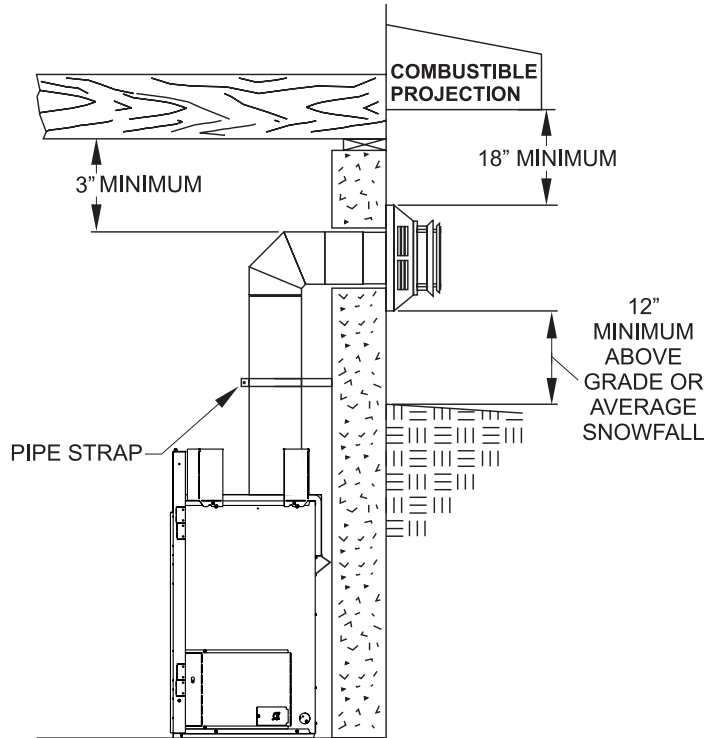 COMBUSTIBLE
PROJECTION
3” MINIMUM
18” MINIMUM
12”
MINIMUM
ABOVE
GRADE OR
AVERAGE
SNOWFALL
PIPE STRAP